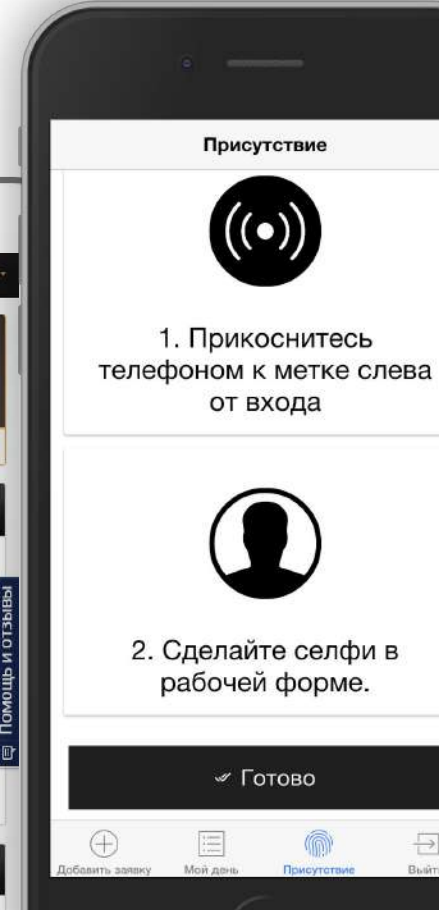 Присутствие
1. Прикоснитесь
телефоном к метке слева
от входа
2. Сделайте селфи в
рабочей форме.
Готово
Добавить заявку
Мой день
Присутствие
Помощь и отзывы